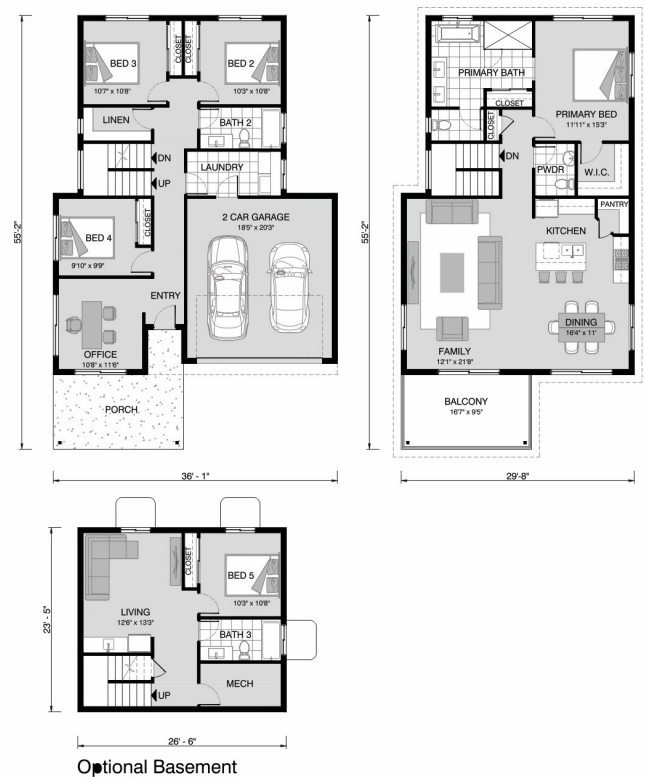 BED 3
10'7" x 10'8"
CLOSET
CLOSET
BED 2
10'3" x 10'8"
LINEN
BATH 2
DN
UP
LAUNDRY
BED 4
9'10" x 9'9"
CLOSET
2 CAR GARAGE
18'5" x 20'3"
ENTRY
OFFICE
10'8" x 11'6"
PORCH
55'-2"
36' - 1"
PRIMARY BATH
CLOSET
CLOSET
PRIMARY BED
11'11" x 15'3"
DN
PWDR
W.I.C.
PANTRY
KITCHEN
DINING
16'4" x 11'
FAMILY
12'1" x 21'8"
BALCONY
16'7" x 9'5"
55'-2"
29'-8"
CLOSET
BED 5
10'3" x 10'8"
LIVING
12'6" x 13'3"
BATH 3
MECH
UP
23' - 5"
26' - 6"
Optional Basement